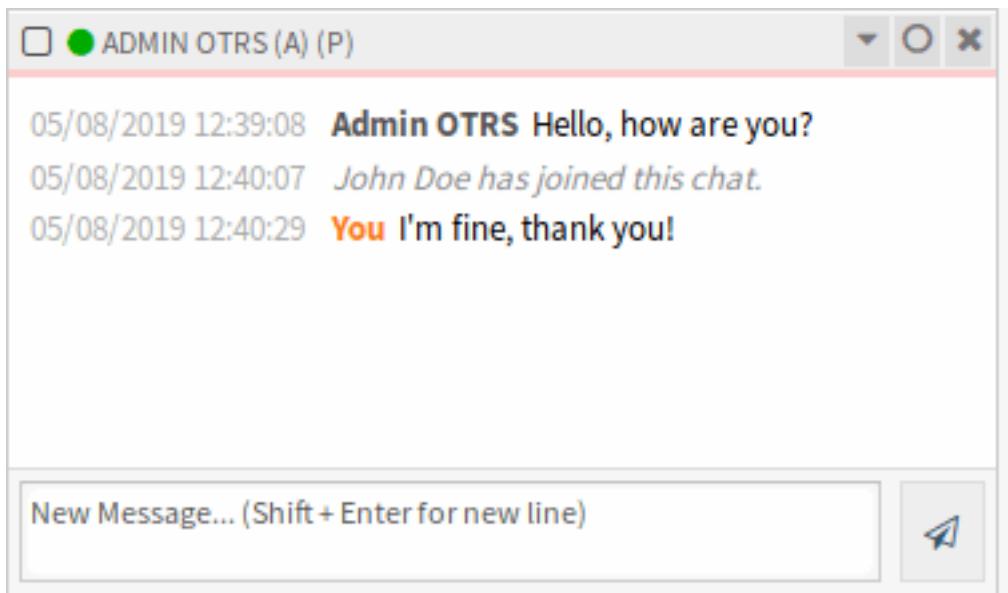 ADMIN OTRS (A) (P)
05/08/2019 12:39:08 Admin OTRS Hello, how are you?
05/08/2019 12:40:07 John Doe has joined this chat.
05/08/2019 12:40:29 You I'm fine, thank you!
New Message... (Shift + Enter for new line)